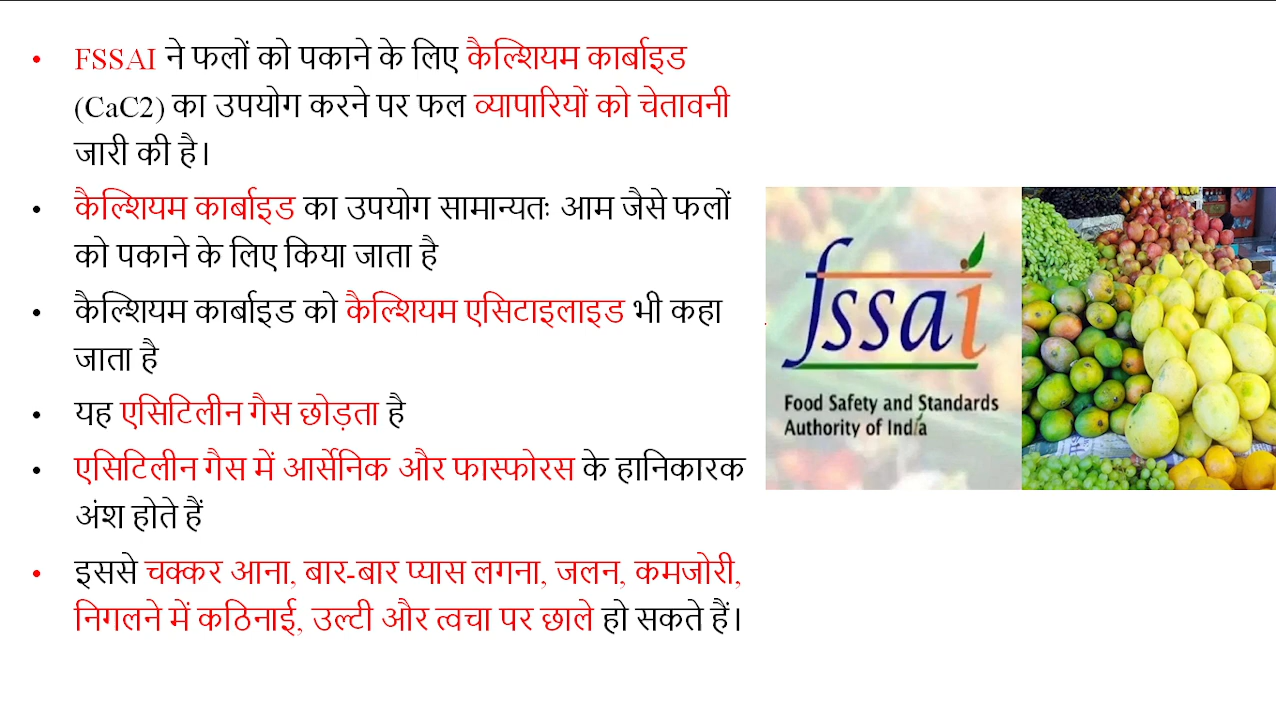 • FSSAI ने फलों को पकाने के लिए कैल्शियम कार्बाइड
(CaC2) का उपयोग करने पर फल व्यापारियों को चेतावनी
जारी की है।
• कैल्शियम कार्बाइड का उपयोग सामान्यतः आम जैसे फलों
को पकाने के लिए किया जाता है
• कैल्शियम कार्बाइड को कैल्शियम एसिटाइलाइड भी कहा
जाता है
• यह एसिटिलीन गैस छोड़ता है
• एसिटिलीन गैस में आर्सेनिक और फास्फोरस के हानिकारक
अंश होते हैं
• इससे चक्कर आना, बार-बार प्यास लगना, जलन, कमजोरी,
निगलने में कठिनाई, उल्टी और त्वचा पर छाले हो सकते हैं।
fssai
Food Safety and Standards
Authority of India